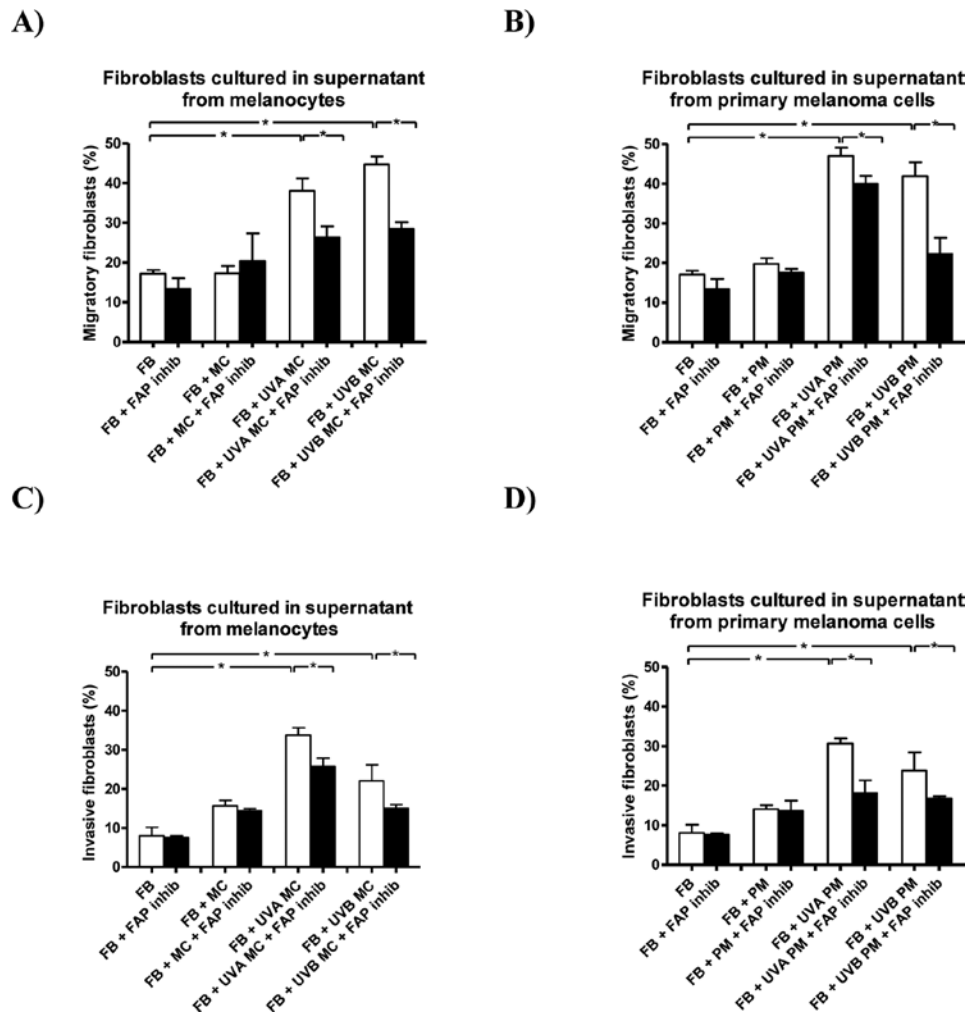 A)
Fibroblasts cultured in supernatant
from melanocytes
* *
* *
Migratory fibroblasts (%)
50
40
30
20
10
0
FB
FB + FAP inhib
FB + MC
FB + MC + FAP inhib
FB + UVA MC
FB + UVA MC + FAP inhib
FB + UVB MC
FB + UVB MC + FAP inhib
B)
Fibroblasts cultured in supernatant
from primary melanoma cells
* *
* *
Migratory fibroblasts (%)
50
40
30
20
10
0
FB
FB + FAP inhib
FB + PM
FB + PM + FAP inhib
FB + UVA PM
FB + UVA PM + FAP inhib
FB + UVB PM
FB + UVB PM + FAP inhib
C)
Fibroblasts cultured in supernatant
from melanocytes
* *
* *
Invasive fibroblasts (%)
50
40
30
20
10
0
FB
FB + FAP inhib
FB + MC
FB + MC + FAP inhib
FB + UVA MC
FB + UVA MC + FAP inhib
FB + UVB MC
FB + UVB MC + FAP inhib
D)
Fibroblasts cultured in supernatant
from primary melanoma cells
* *
* *
Invasive fibroblasts (%)
50
40
30
20
10
0
FB
FB + FAP inhib
FB + PM
FB + PM + FAP inhib
FB + UVA PM
FB + UVA PM + FAP inhib
FB + UVB PM
FB + UVB PM + FAP inhib